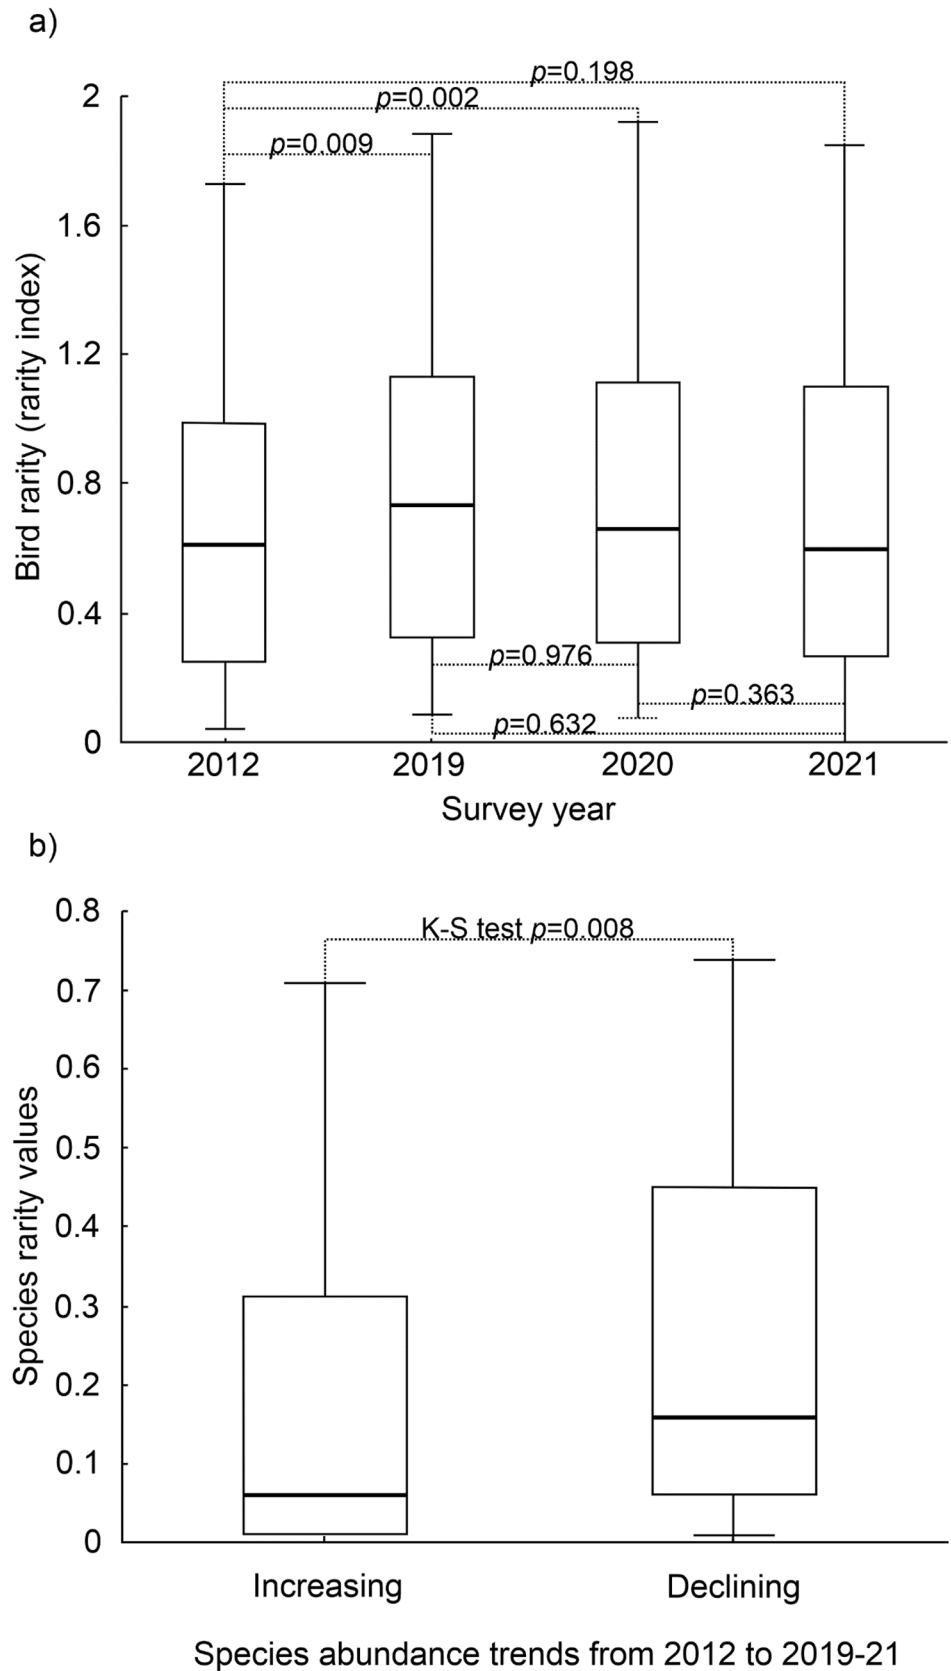 a)
p=0.198
2
p=0.002
p=0.009
1.6
1.2
Bird rarity (rarity index)
0.8
0.4
p=0.976
p=0.363
p=0.632
0
2012 2019 2020 2021
Survey year
b)
0.8
K-S test p=0.008
0.7
0.6
0.5
Species rarity values
0.4
0.3
0.2
0.1
0
Increasing Declining
Species abundance trends from 2012 to 2019-21